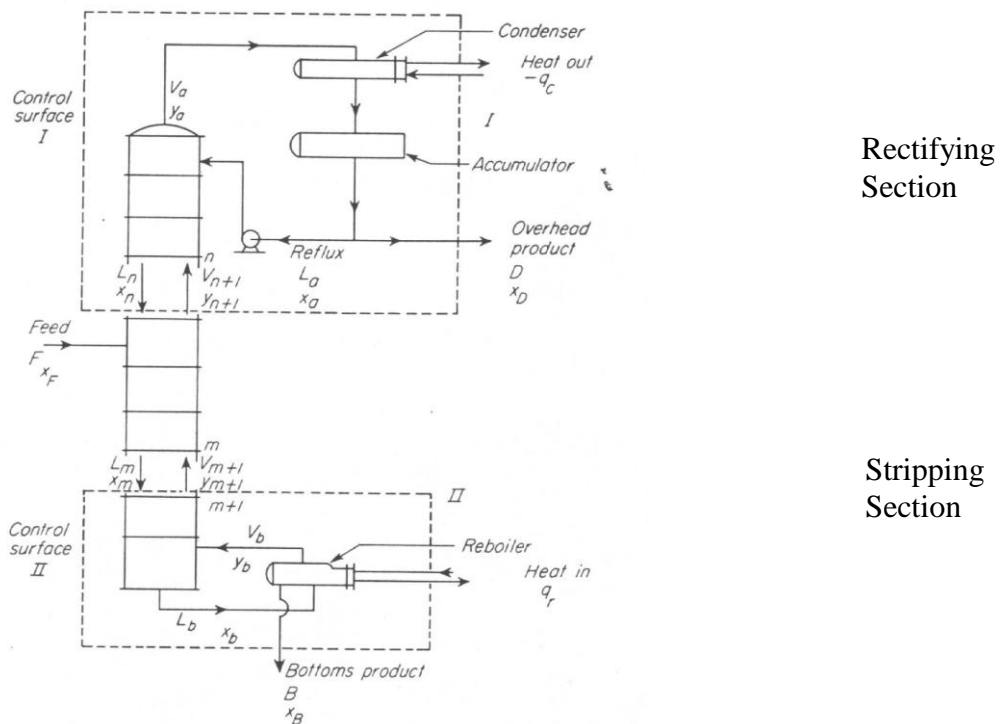 Condenser
Heat out
-q_c
V_a
y_a
Control
surface
I
I
Accumulator
Rectifying
Section
Overhead
product
D
x_D
Reflux
L_a
x_a
n
L_n
x_n
V_n+1
y_n+1
Feed
F
x_F
m
L_m
x_m
V_m+1
y_m+1
m+1
II
Stripping
Section
Control
surface
II
V_b
y_b
Reboiler
Heat in
q_r
L_b
x_b
Bottoms product
B
x_B